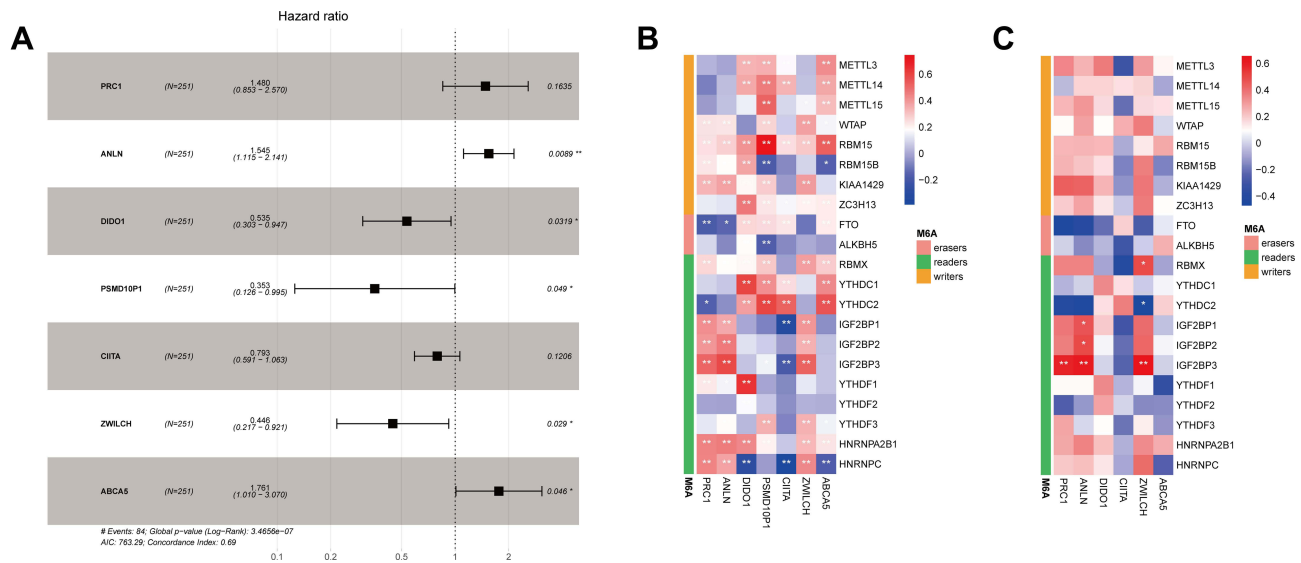 Hazard ratio
A
PRC1 (N=251) 1.480 0.1635
(0.853 − 2.570)
ANLN (N=251) 1.545 0.0089 **
(1.115 − 2.141)
DIDO1 (N=251) 0.535 0.0319 *
(0.303 − 0.947)
PSMD10P1 (N=251) 0.353 0.049 *
(0.126 − 0.995)
CIITA (N=251) 0.793 0.1206
(0.591 − 1.063)
ZWILCH (N=251) 0.446 0.029 *
(0.217 − 0.921)
ABCA5 (N=251) 1.761 0.046 *
(1.010 − 3.070)
# Events: 84; Global p-value (Log-Rank): 3.4656e-07
AIC: 763.29; Concordance Index: 0.69
0.1 0.2 0.5 1 2
B
METTL3
METTL14
METTL15
WTAP
RBM15
RBM15B
KIAA1429
ZC3H13
FTO
ALKBH5
RBMX
YTHDC1
YTHDC2
IGF2BP1
IGF2BP2
IGF2BP3
YTHDF1
YTHDF2
YTHDF3
HNRNPA2B1
HNRNPC
M6A
PRC1
ANLN
DIDO1
PSMD10P1
CIITA
ZWILCH
ABCA5
0.6
0.4
0.2
0
−0.2
M6A
erasers
readers
writers
C
METTL3
METTL14
METTL15
WTAP
RBM15
RBM15B
KIAA1429
ZC3H13
FTO
ALKBH5
RBMX
YTHDC1
YTHDC2
IGF2BP1
IGF2BP2
IGF2BP3
YTHDF1
YTHDF2
YTHDF3
HNRNPA2B1
HNRNPC
M6A
PRC1
ANLN
DIDO1
CIITA
ZWILCH
ABCA5
0.6
0.4
0.2
0
−0.2
−0.4
M6A
erasers
readers
writers